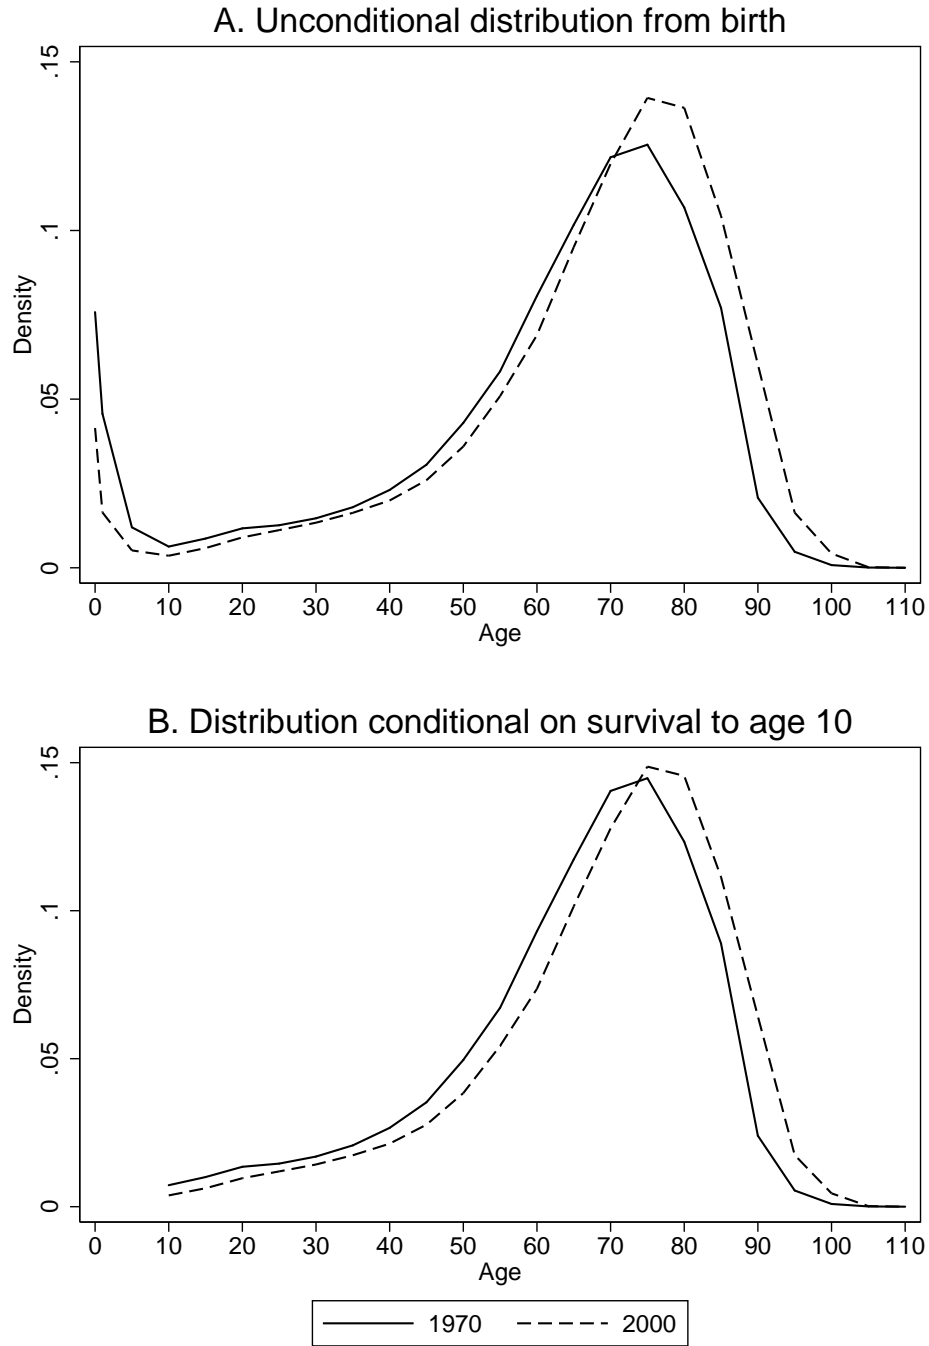 A. Unconditional distribution from birth
.15
.1
.05
0
Density
0 10 20 30 40 50 60 70 80 90 100 110
Age
B. Distribution conditional on survival to age 10
.15
.1
.05
0
Density
0 10 20 30 40 50 60 70 80 90 100 110
Age
1970 2000